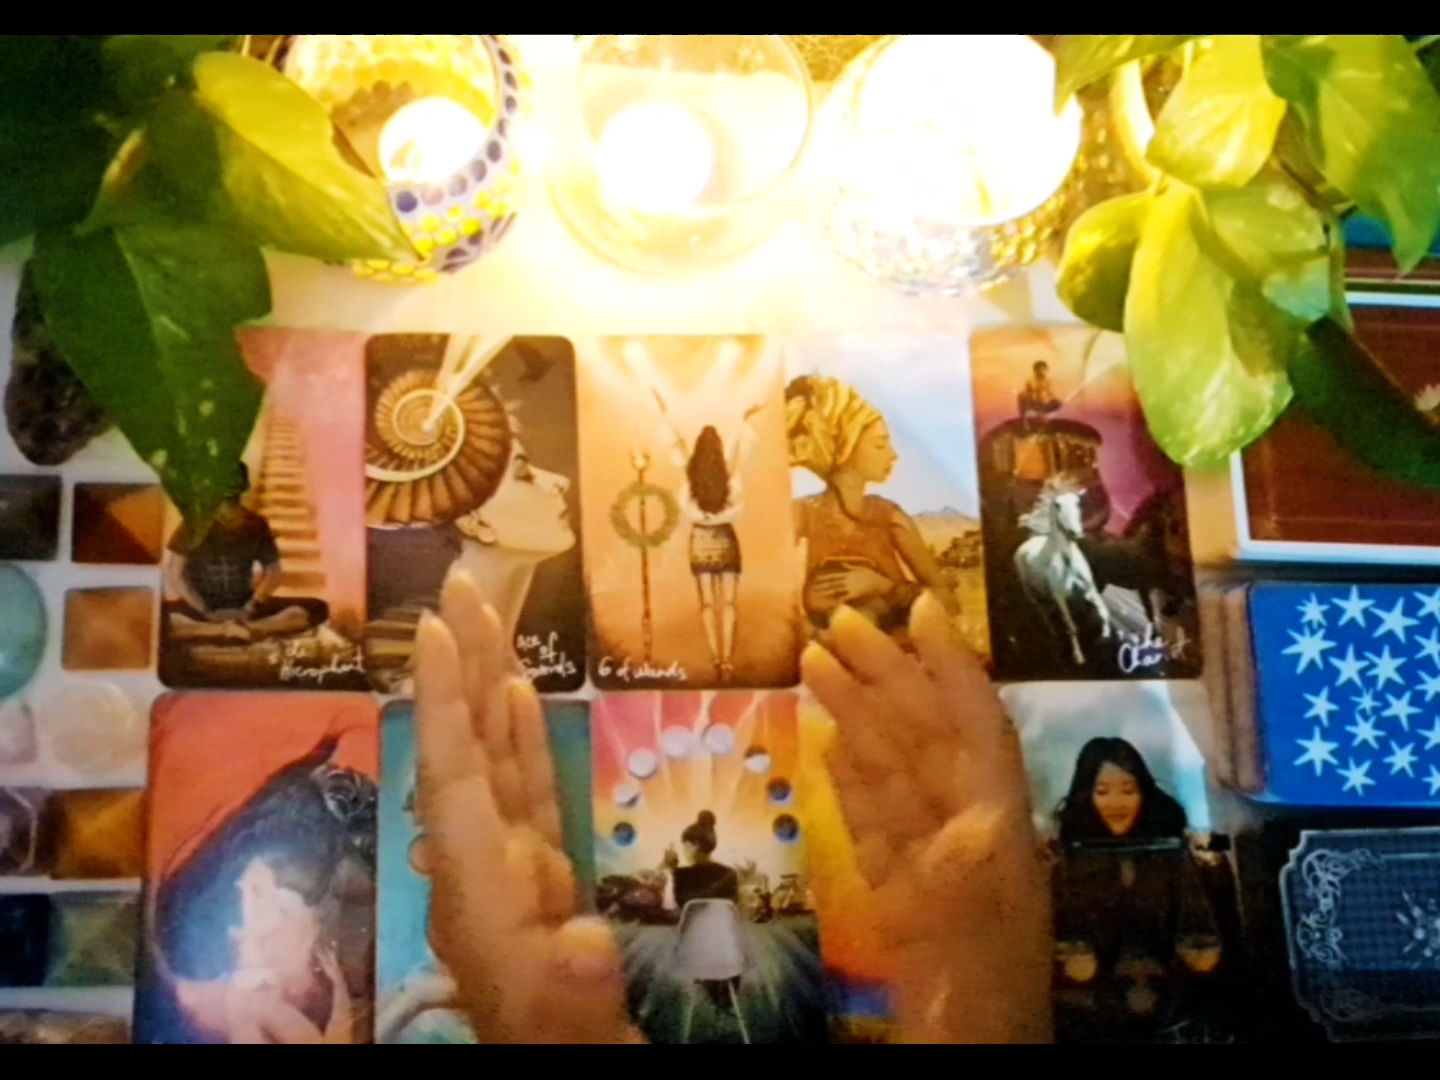 the
Hierophant
ace of
Swords
6 of wands
the
Chariot